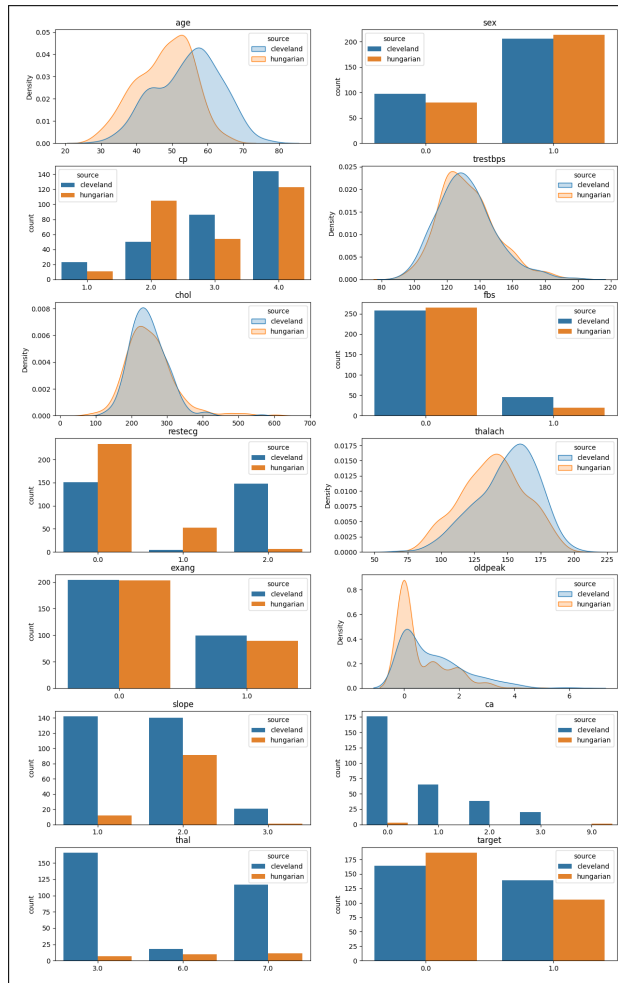 age
source
cleveland
hungarian
Density
0.05
0.04
0.03
0.02
0.01
0.00
20 30 40 50 60 70 80
sex
source
cleveland
hungarian
count
200
150
100
50
0
0.0 1.0
cp
source
cleveland
hungarian
count
140
120
100
80
60
40
20
0
1.0 2.0 3.0 4.0
trestbps
source
cleveland
hungarian
Density
0.025
0.020
0.015
0.010
0.005
0.000
80 100 120 140 160 180 200 220
chol
source
cleveland
hungarian
Density
0.008
0.006
0.004
0.002
0.000
0 100 200 300 400 500 600 700
fbs
source
cleveland
hungarian
count
250
200
150
100
50
0
0.0 1.0
restecg
source
cleveland
hungarian
count
200
150
100
50
0
0.0 1.0 2.0
thalach
source
cleveland
hungarian
Density
0.0175
0.0150
0.0125
0.0100
0.0075
0.0050
0.0025
0.0000
50 75 100 125 150 175 200 225
exang
source
cleveland
hungarian
count
200
150
100
50
0
0.0 1.0
oldpeak
source
cleveland
hungarian
Density
0.8
0.6
0.4
0.2
0.0
0 2 4 6
slope
source
cleveland
hungarian
count
140
120
100
80
60
40
20
0
1.0 2.0 3.0
ca
source
cleveland
hungarian
count
175
150
125
100
75
50
25
0
0.0 1.0 2.0 3.0 9.0
thal
source
cleveland
hungarian
count
150
125
100
75
50
25
0
3.0 6.0 7.0
target
source
cleveland
hungarian
count
175
150
125
100
75
50
25
0
0.0 1.0